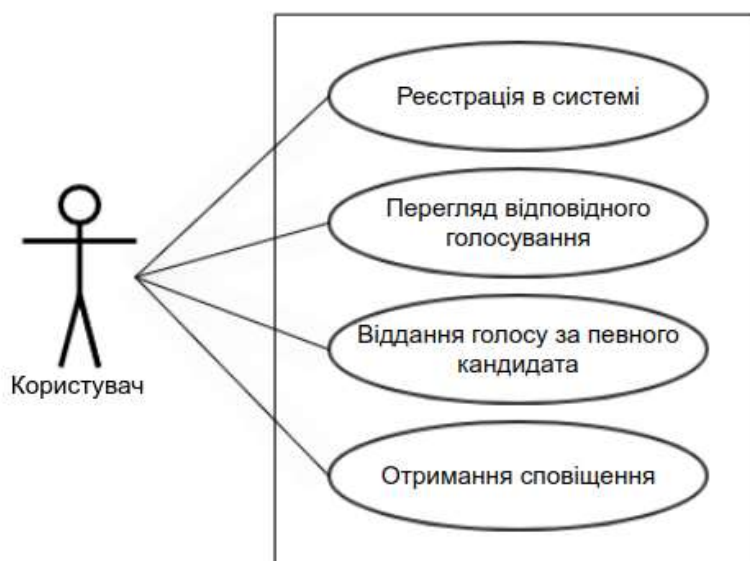 Реєстрація в системі
Перегляд відповідного
голосування
Віддання голосу за певного
кандидата
Користувач
Отримання сповіщення